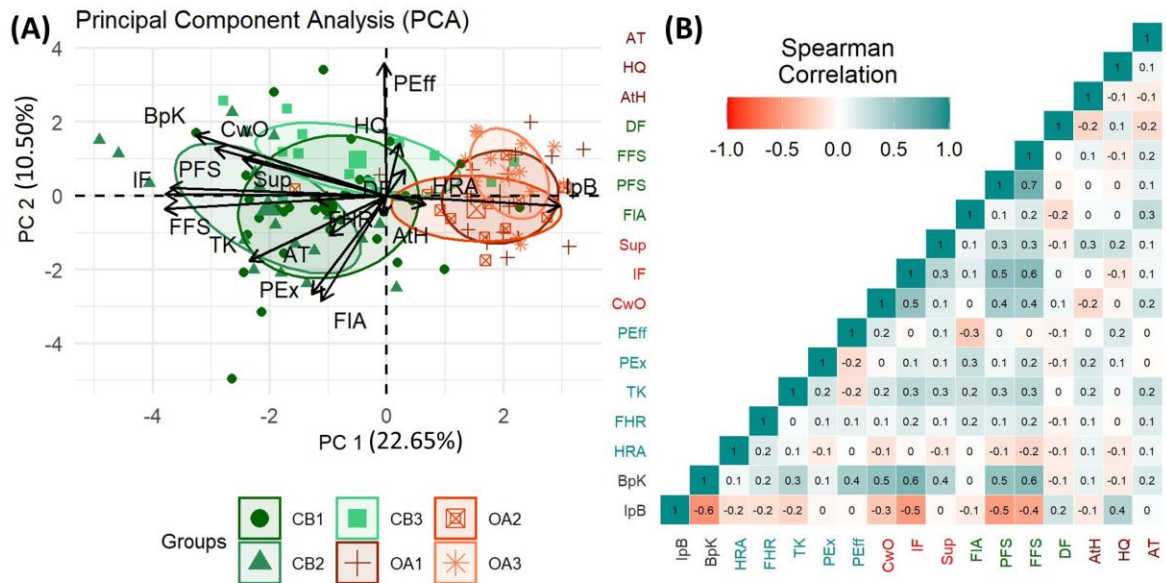 (A)
Principal Component Analysis (PCA)
PC 2 (10.50%)
4
2
0
-2
-4
PEff
BpK
CwO
HQ
PFS
IF
Sup
DF
HRA
IpB
FFS
FHR
AtH
TK
AT
PEx
FIA
-4
-2
0
2
PC 1 (22.65%)
Groups
CB1
CB3
OA2
CB2
OA1
OA3
(B)
Spearman
Correlation
-1.0 -0.5 0.0 0.5 1.0
AT 1
HQ 1 0.1
AtH 1 -0.1 -0.1
DF 1 -0.2 0.1 -0.2
FFS 1 0 0.1 -0.1 0.2
PFS 1 0.7 0 0 0 0.2
FIA 1 0.1 0.2 -0.2 0 0 0.3
Sup 1 0.1 0.3 0.3 -0.1 0.3 0.2 0.1
IF 1 0.3 0.1 0.5 0.6 0 0 -0.1 0.1
CwO 1 0.5 0.1 0 0.4 0.4 0.1 -0.2 0 0.2
PEff 1 0.2 0 0.1 -0.3 0 0 -0.1 0 0.2 0
PEx 1 -0.2 0 0.1 0.1 0.3 0.1 0.2 -0.1 0.2 0 0.1
TK 1 0.2 -0.2 0.2 0.3 0.3 0.2 0.3 0.3 -0.1 0.1 -0.1 0.2
FHR 1 0 0.1 0.1 0.1 0.2 0.1 0.2 0.1 0.2 -0.1 0.1 0.1 0.1
HRA 1 0.2 0.1 -0.1 0.1 -0.1 0 -0.1 0 -0.1 -0.2 -0.1 0.1 -0.1 0
BpK 1 0.1 0.2 0.3 0.1 0.4 0.5 0.6 0.4 0 0.5 0.6 -0.1 0.1 -0.1 0.2
IpB 1 -0.6 -0.2 -0.2 -0.2 0 0 -0.3 -0.5 0 -0.1 -0.5 -0.4 0.2 -0.1 0.4 0
IpB BpK HRA FHR TK PEx PEff CwO IF Sup FIA PFS FFS DF AtH HQ AT